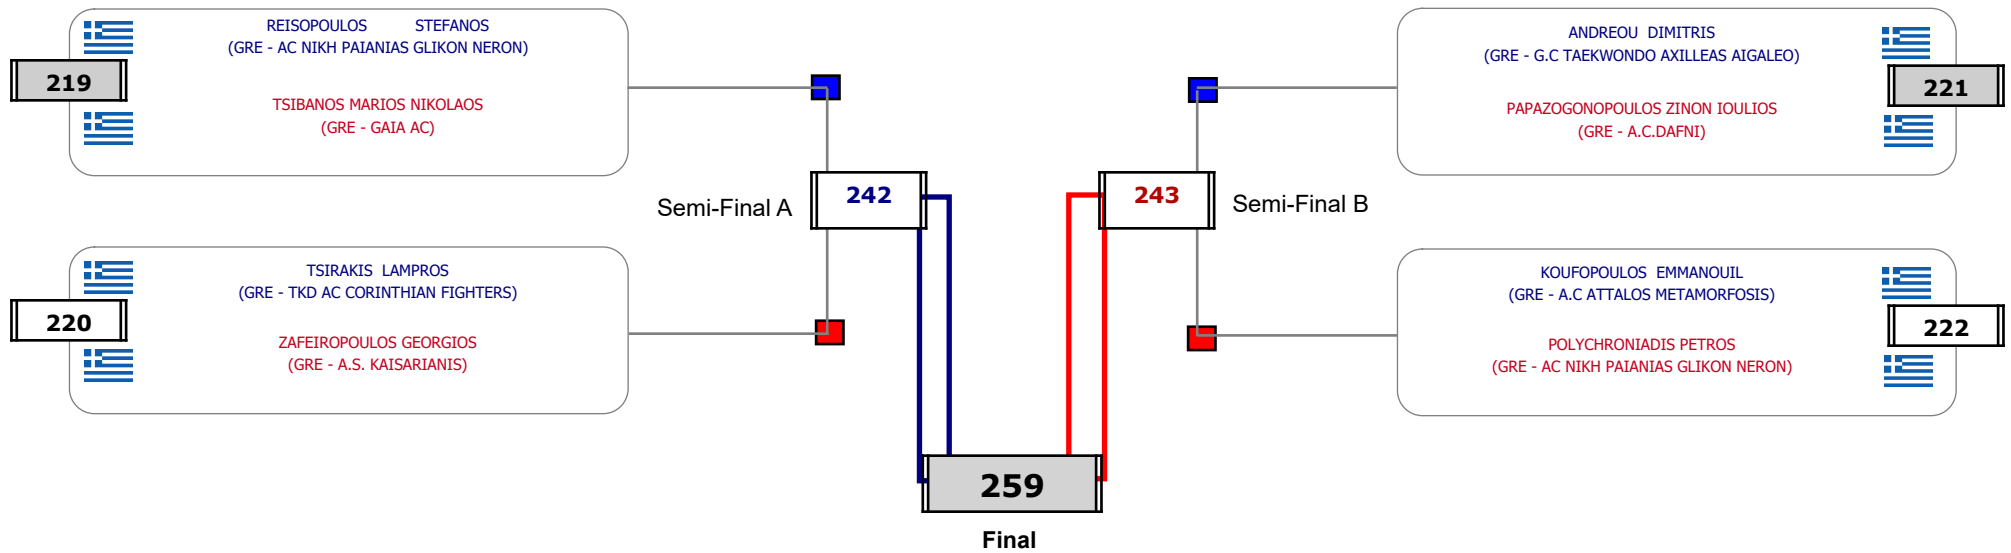 REISOPOULOS STEFANOS
(GRE - AC NIKH PAIANIAS GLIKON NERON)
219
TSIBANOS MARIOS NIKOLAOS
(GRE - GAIA AC)
ANDREOU DIMITRIS
(GRE - G.C TAEKWONDO AXILLEAS AIGALEO)
221
PAPAZOGONOPOULOS ZINON IOULIOS
(GRE - A.C.DAFNI)
Semi-Final A
242
243
Semi-Final B
TSIRAKIS LAMPROS
(GRE - TKD AC CORINTHIAN FIGHTERS)
220
ZAFEIROPOULOS GEORGIOS
(GRE - A.S. KAISARIANIS)
KOUFOPOULOS EMMANOUIL
(GRE - A.C ATTALOS METAMORFOSIS)
222
POLYCHRONIADIS PETROS
(GRE - AC NIKH PAIANIAS GLIKON NERON)
259
Final